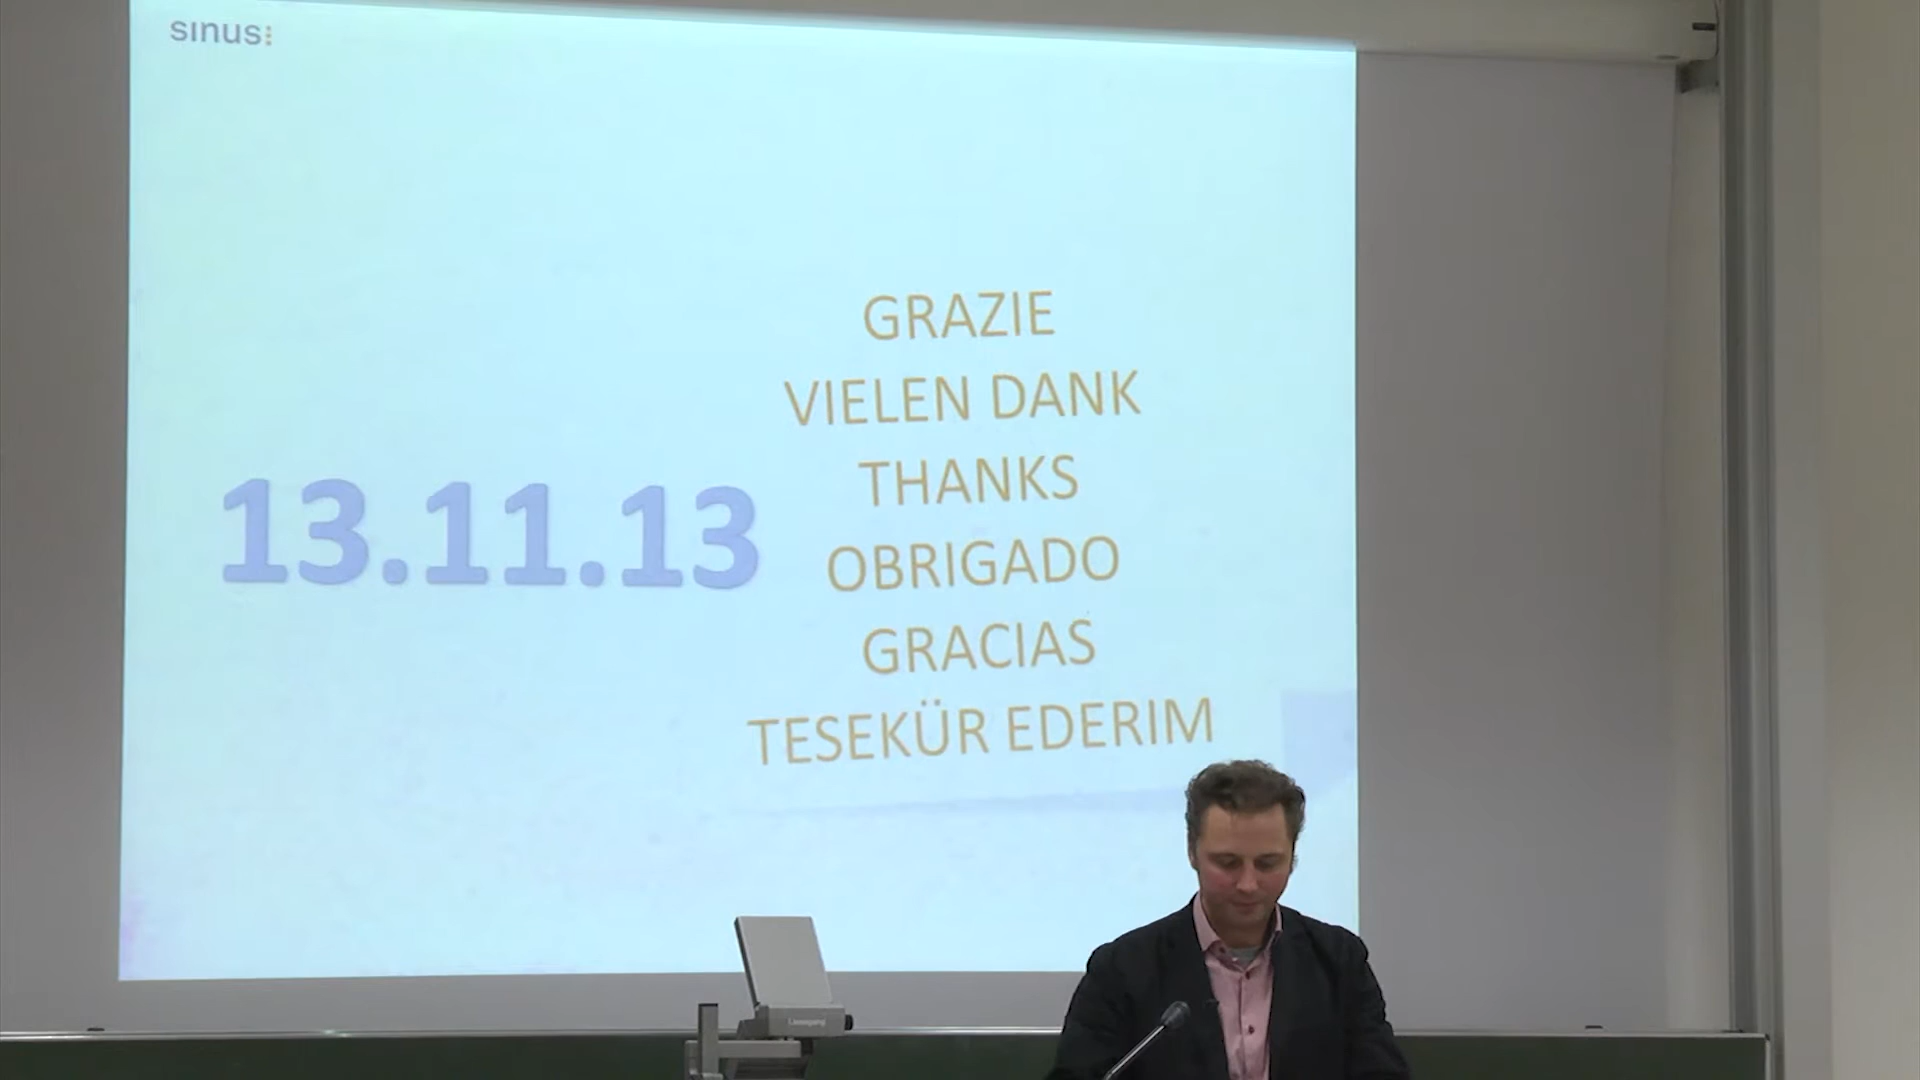 sinus:
13.11.13
GRAZIE
VIELEN DANK
THANKS
OBRIGADO
GRACIAS
TESEKÜR EDERIM